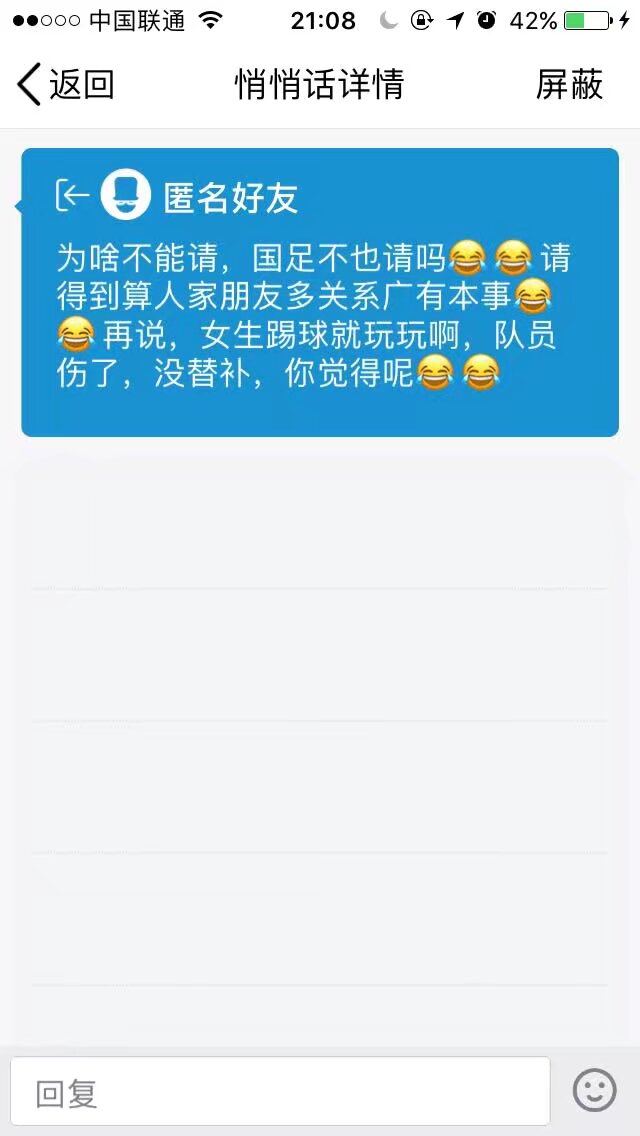 中国联通 21:08 42%
返回 悄悄话详情 屏蔽
匿名好友
为啥不能请，国足不也请吗😂😂请
得到算人家朋友多关系广有本事😂
😂再说，女生踢球就玩玩啊，队员
伤了，没替补，你觉得呢😂😂
回复